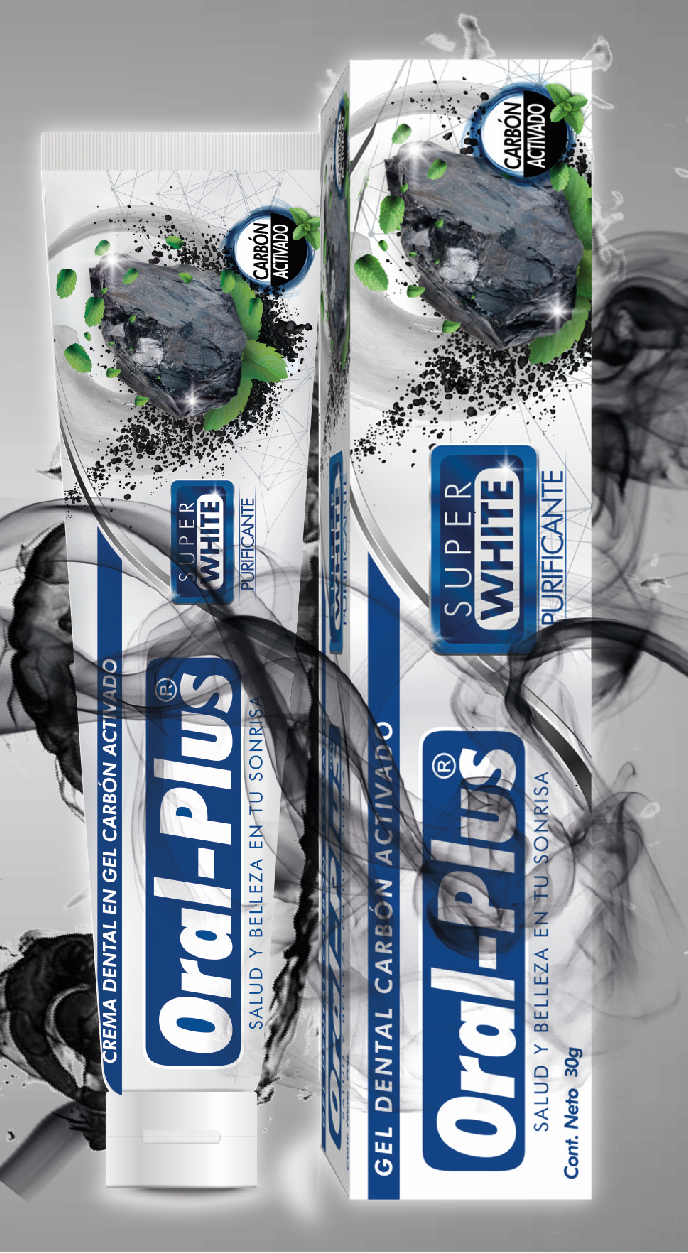 CREMA DENTAL EN GEL CARBÓN ACTIVADO
Oral-Plus®
SALUD Y BELLEZA EN TU SONRISA
SUPER
WHITE
PURIFICANTE
CARBÓN
ACTIVADO
GEL DENTAL CARBÓN ACTIVADO
Oral-Plus®
SALUD Y BELLEZA EN TU SONRISA
Cont. Neto 30g
SUPER
WHITE
PURIFICANTE
CARBÓN
ACTIVADO